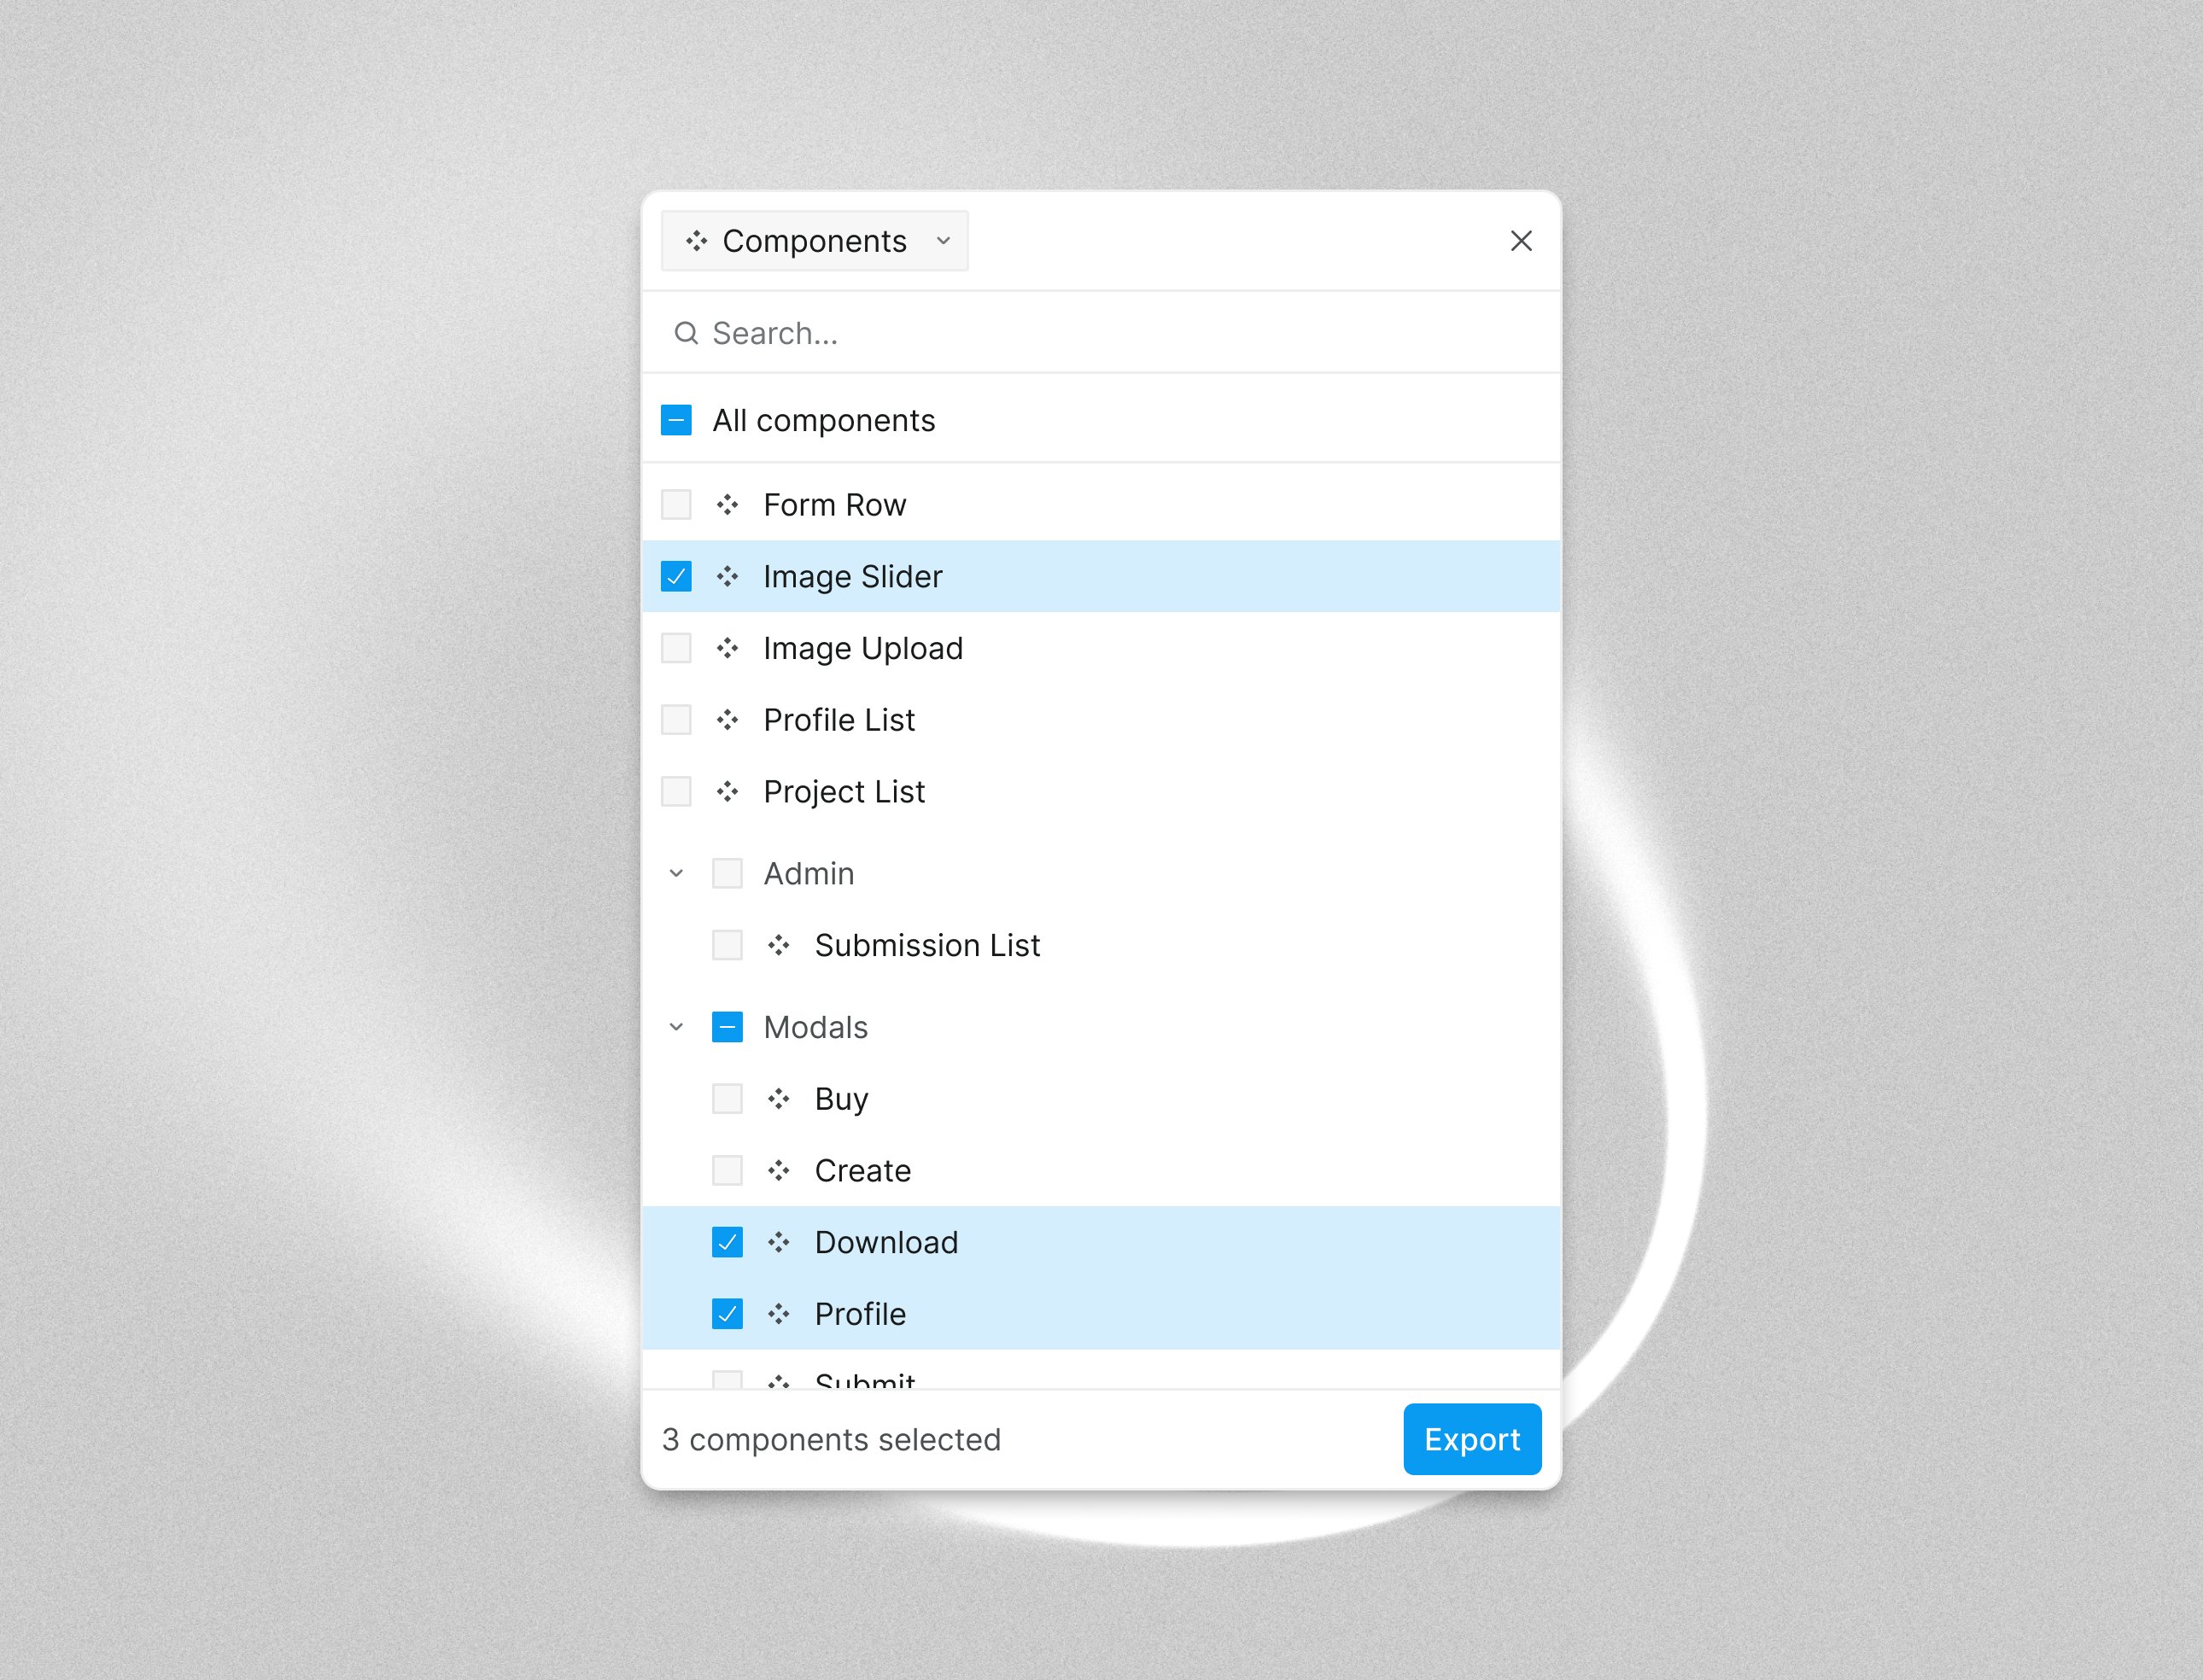 Components
Search...
All components
Form Row
Image Slider
Image Upload
Profile List
Project List
Admin
Submission List
Modals
Buy
Create
Download
Profile
Submit
3 components selected
Export